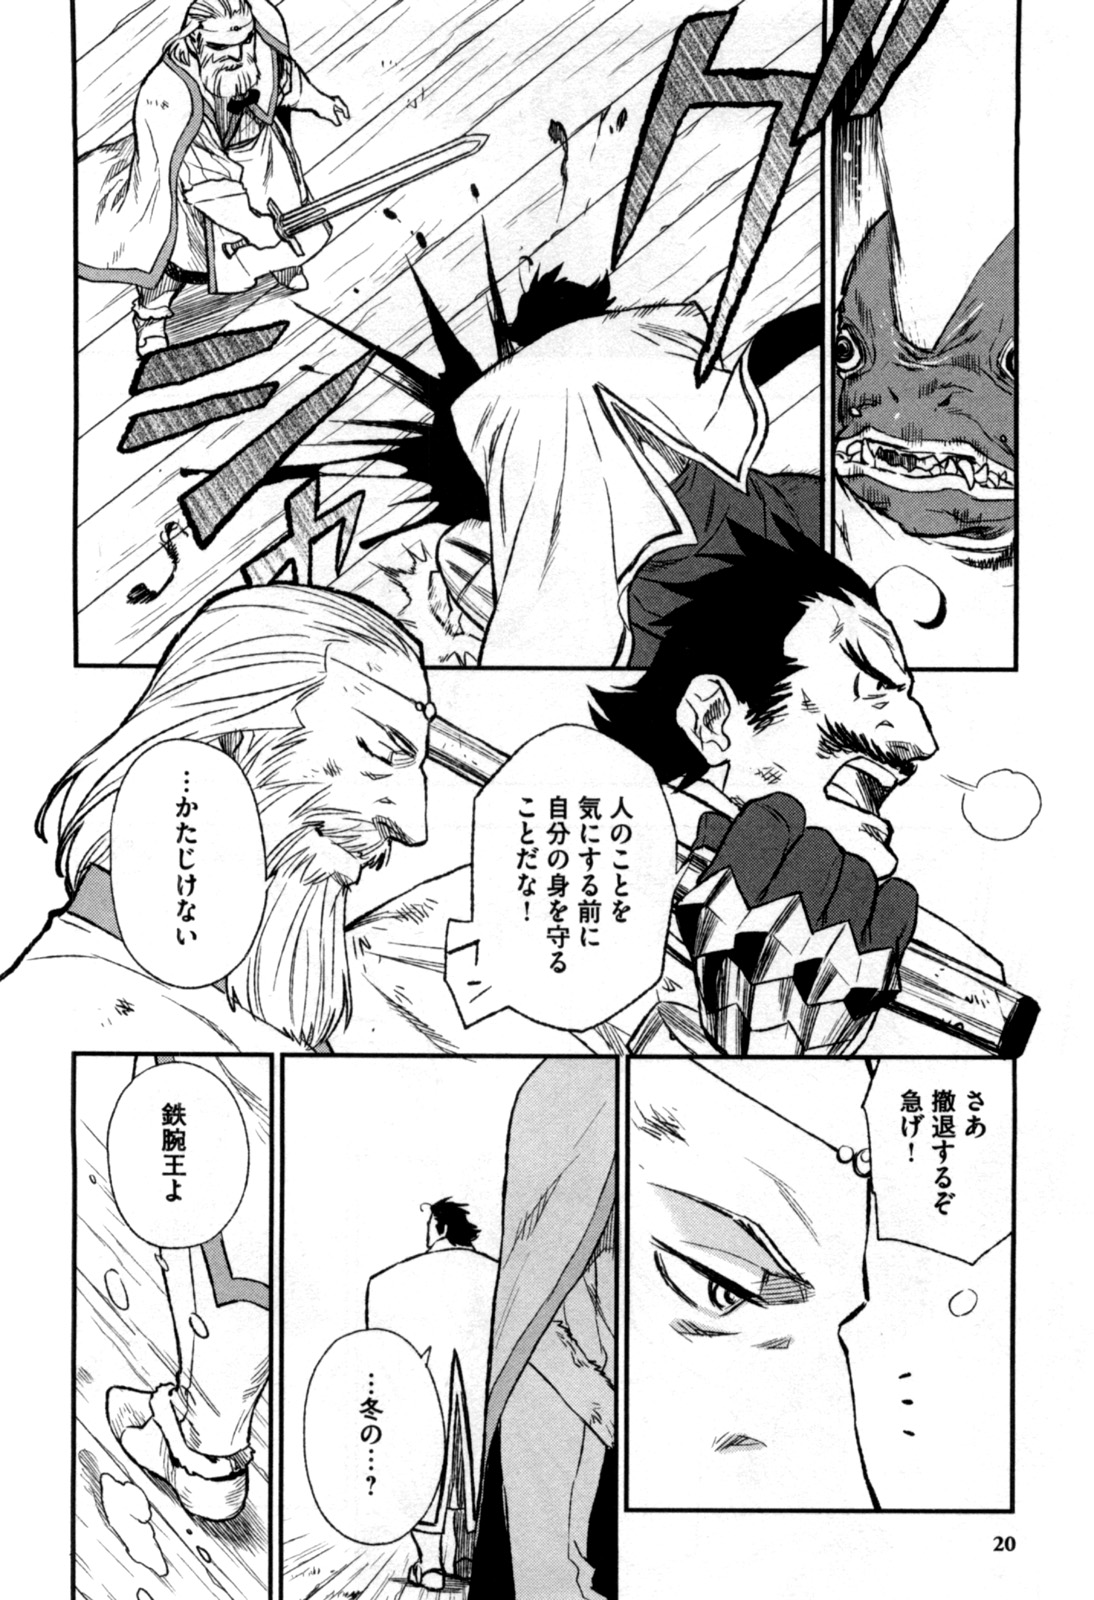 人のことを
気にする前に
自分の身を守る
ことだな!
…かたじけない
さあ
撤退するぞ
急げ!
…冬の…?
鉄腕王よ
20